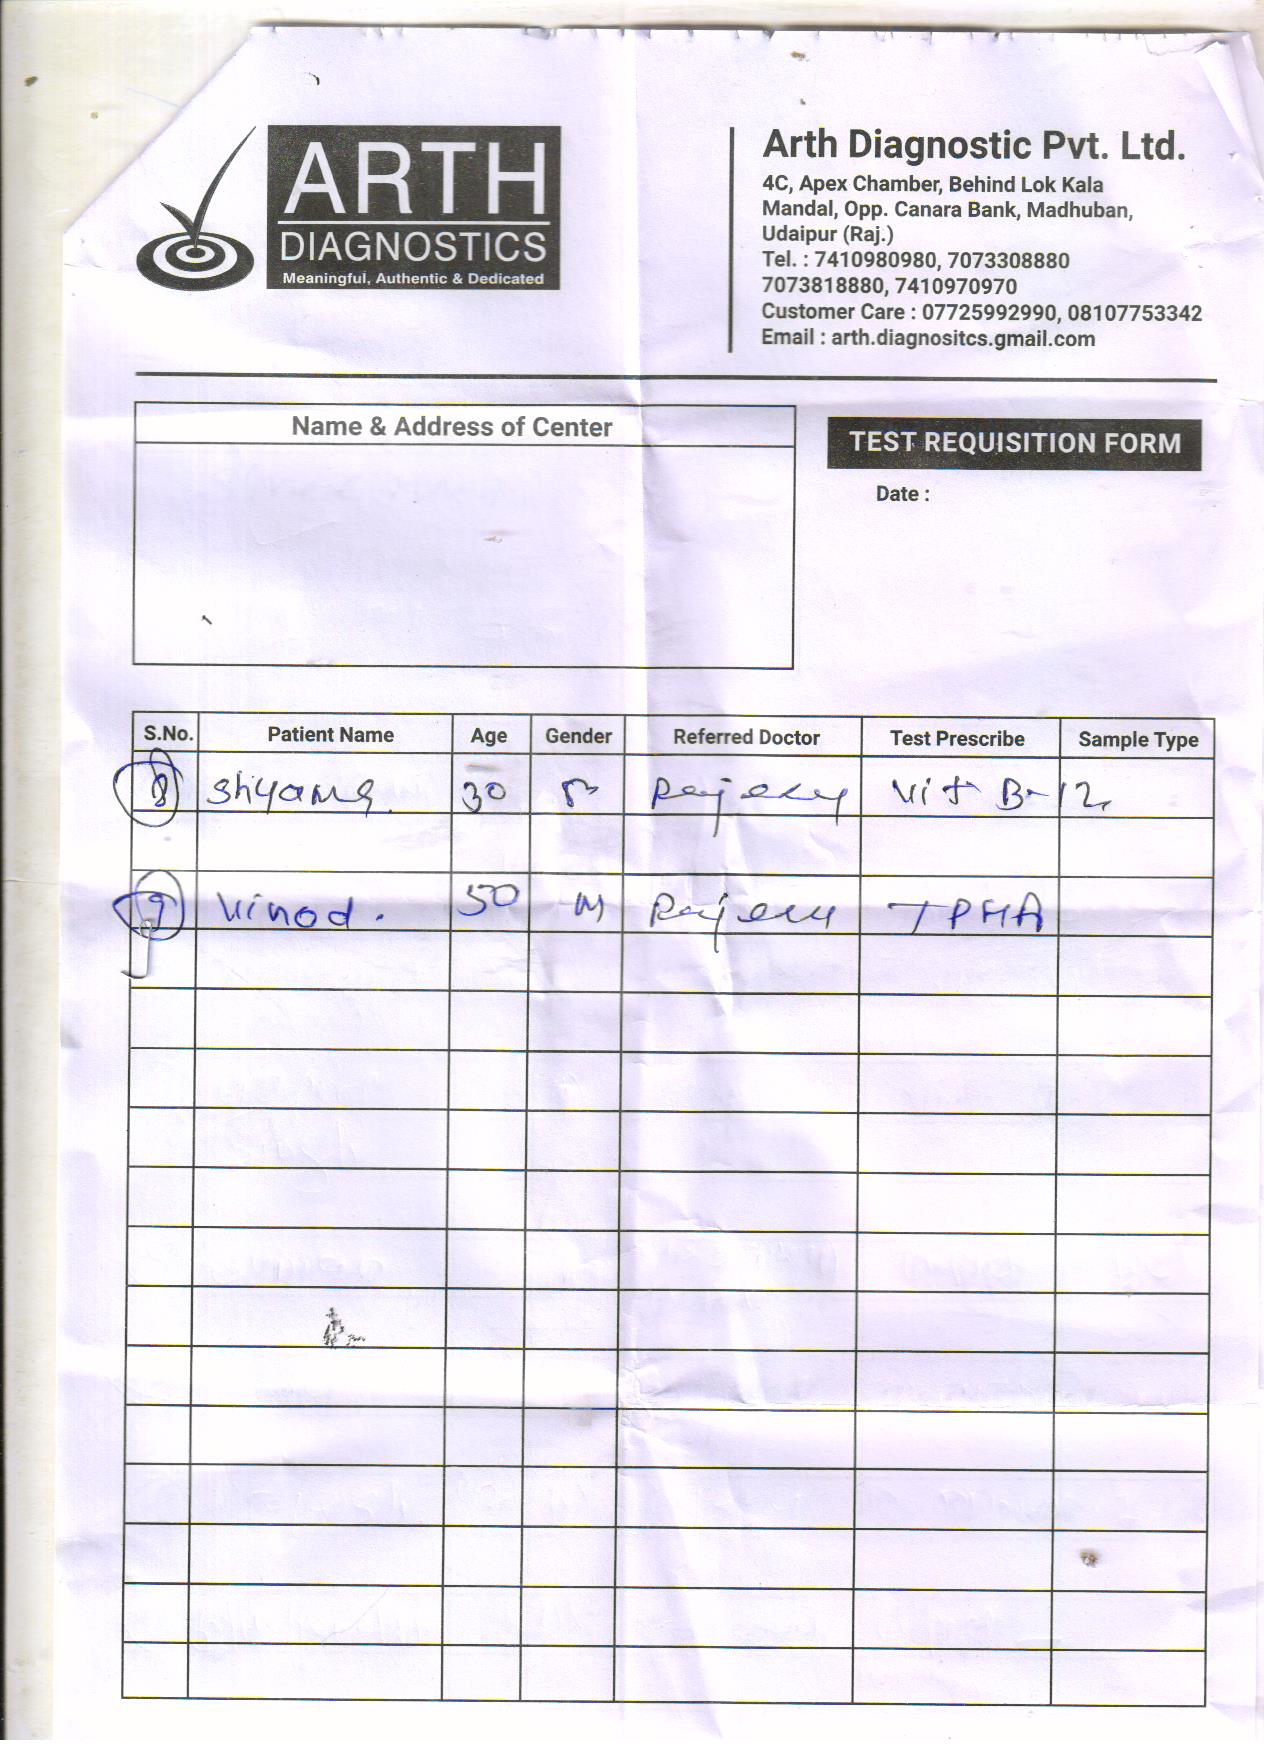 ARTH
DIAGNOSTICS
Meaningful, Authentic & Dedicated
Arth Diagnostic Pvt. Ltd.
4C, Apex Chamber, Behind Lok Kala
Mandal, Opp. Canara Bank, Madhuban,
Udaipur (Raj.)
Tel. : 7410980980, 7073308880
7073818880, 7410970970
Customer Care : 07725992990, 08107753342
Email : arth.diagnositcs.gmail.com
Name & Address of Center
TEST REQUISITION FORM
Date :
S.No. Patient Name Age Gender Referred Doctor Test Prescribe Sample Type
8 30 Vit B-12
9 Vinod. 50 M TPHA